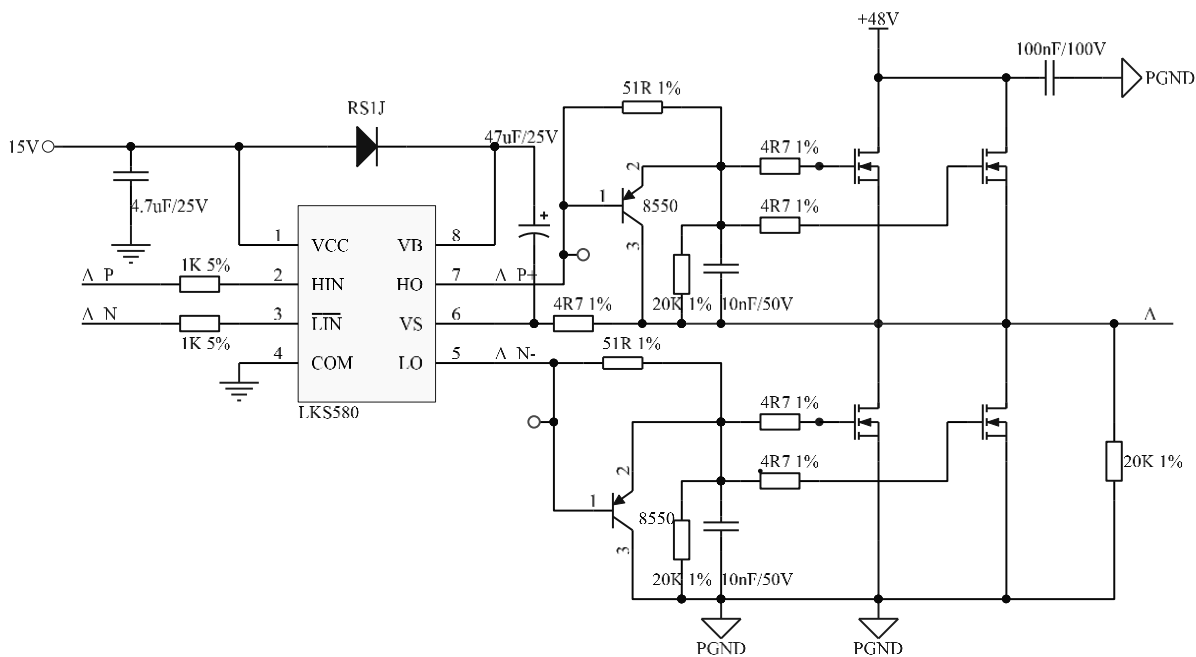 +48V
100nF/100V
PGND
51R 1%
RS1J
15V
47uF/25V
4R7 1%
2
1
8550
3
4.7uF/25V
4R7 1%
1
VCC
VB
8
1K 5%
2
HIN
HO
7
P+
20K 1%
10nF/50V
4R7 1%
N
3
LIN
VS
6
1K 5%
51R 1%
4
COM
LO
5
N-
LKS580
4R7 1%
4R7 1%
2
1
8550
3
20K 1%
20K 1%
10nF/50V
PGND
PGND
P